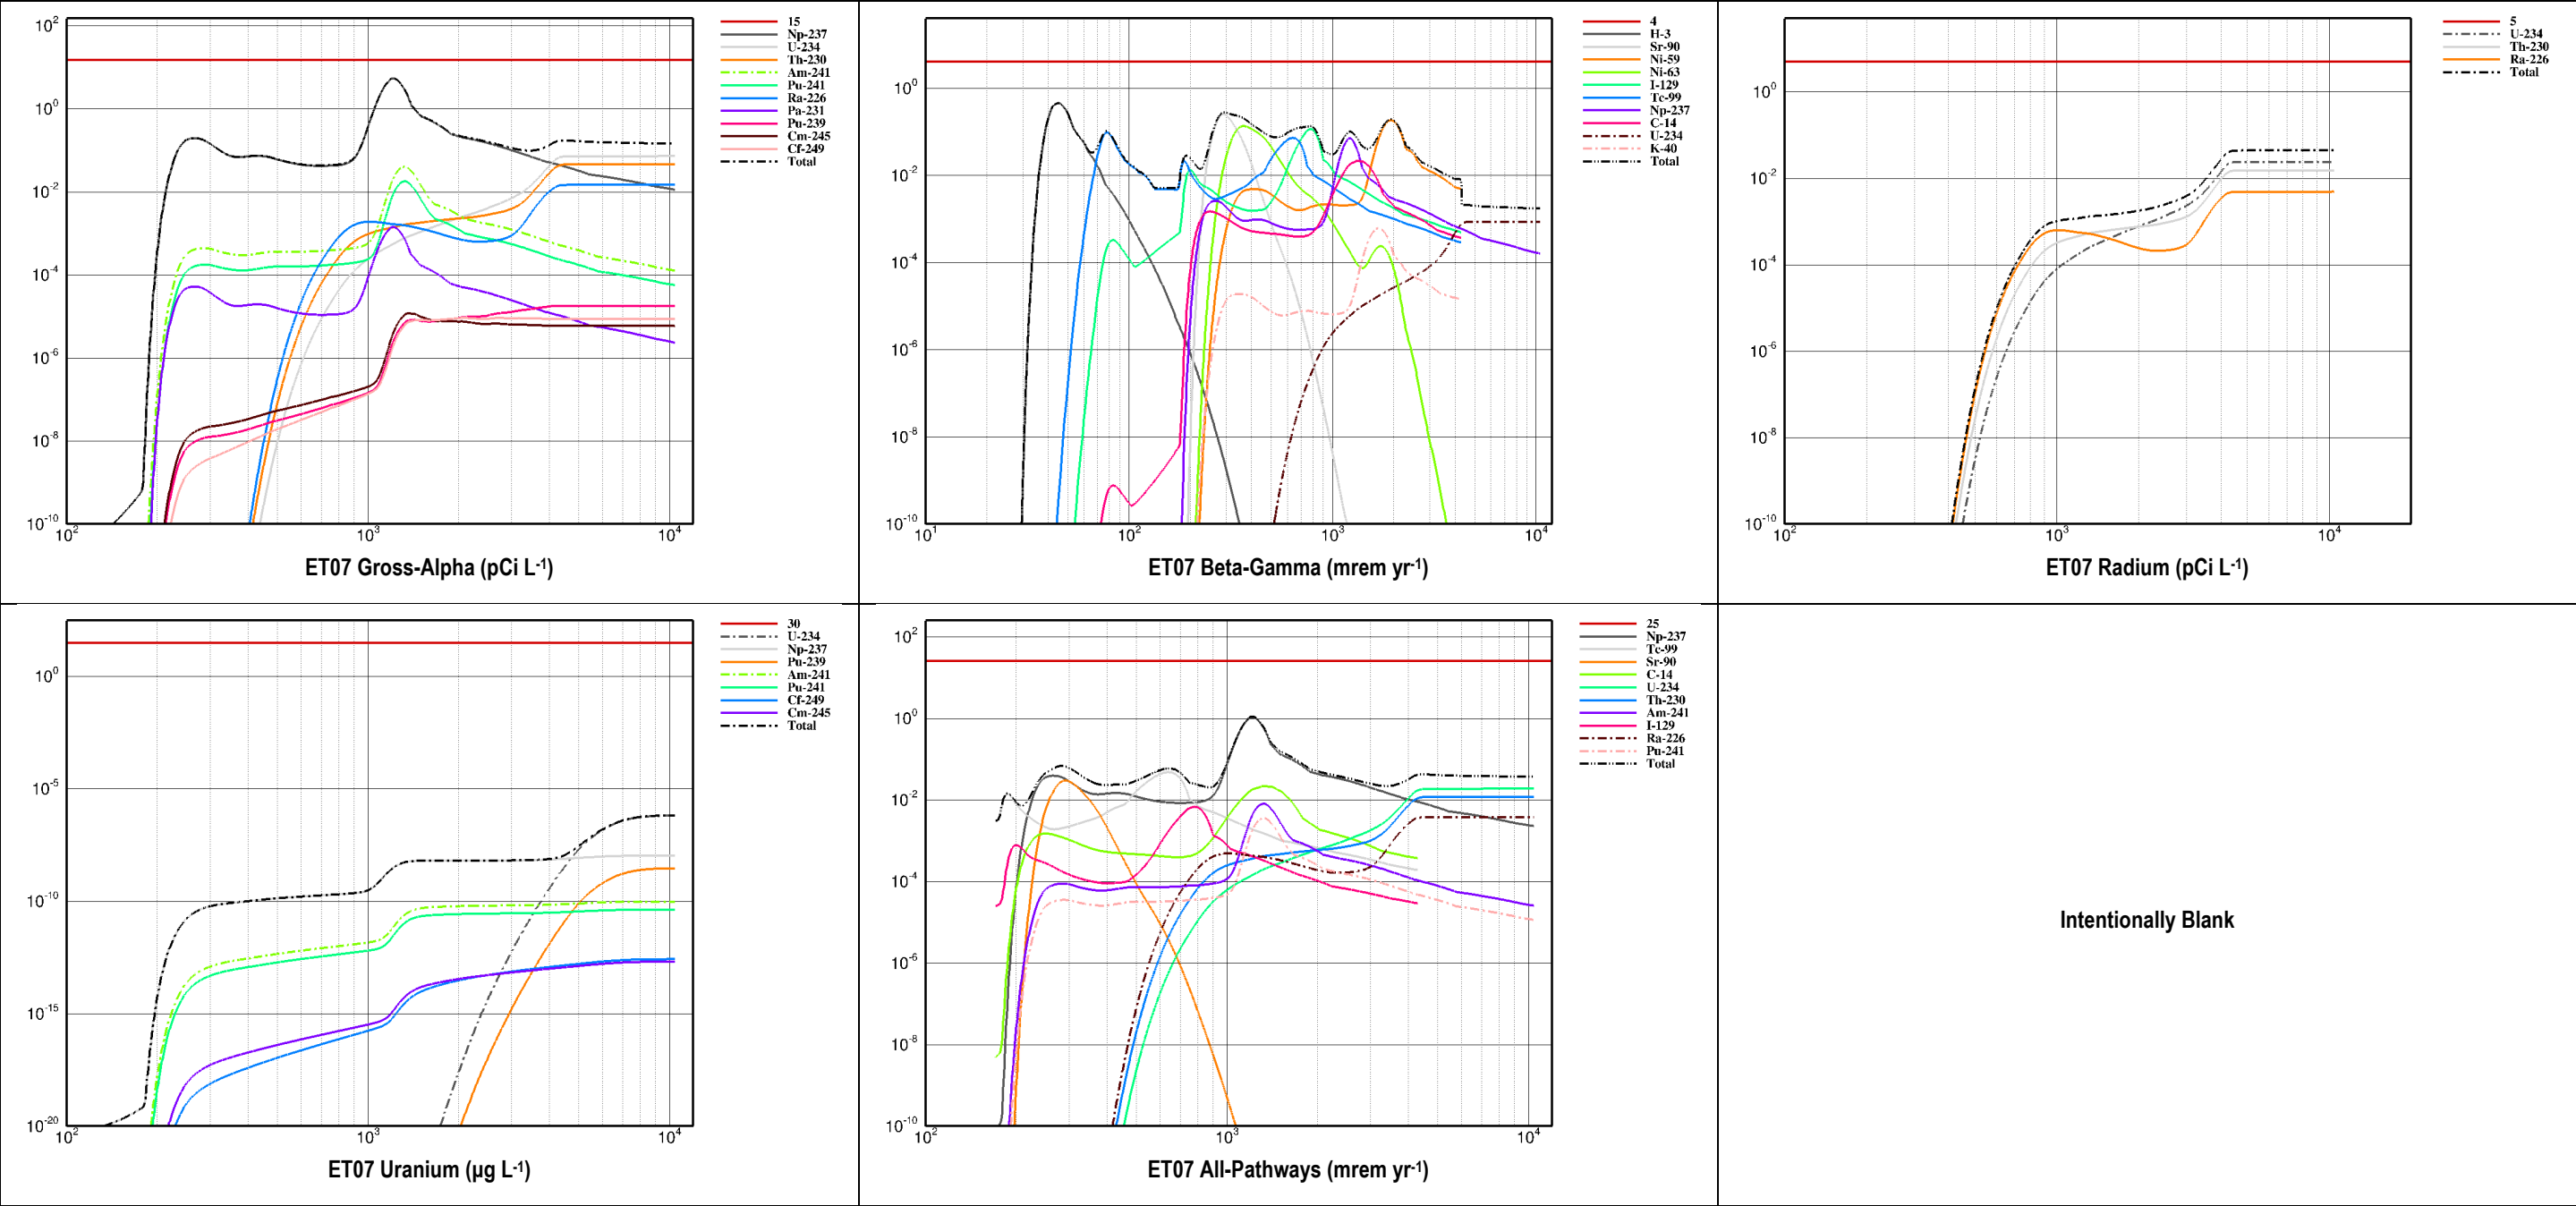 10²
10⁰
10⁻²
10⁻⁴
10⁻⁶
10⁻⁸
10⁻¹⁰
10²
10³
10⁴
15
Np-237
U-234
Th-230
Am-241
Pu-241
Ra-226
Pa-231
Pu-239
Cm-245
Cf-249
Total
ET07 Gross-Alpha (pCi L⁻¹)
10⁰
10⁻²
10⁻⁴
10⁻⁶
10⁻⁸
10⁻¹⁰
10¹
10²
10³
10⁴
4
H-3
Sr-90
Ni-59
Ni-63
I-129
Tc-99
Np-237
C-14
U-234
K-40
Total
ET07 Beta-Gamma (mrem yr⁻¹)
10⁰
10⁻²
10⁻⁴
10⁻⁶
10⁻⁸
10⁻¹⁰
10²
10³
10⁴
5
U-234
Th-230
Ra-226
Total
ET07 Radium (pCi L⁻¹)
10⁰
10⁻⁵
10⁻¹⁰
10⁻¹⁵
10⁻²⁰
10²
10³
10⁴
30
U-234
Np-237
Pu-239
Am-241
Pu-241
Cf-249
Cm-245
Total
ET07 Uranium (µg L⁻¹)
10²
10⁰
10⁻²
10⁻⁴
10⁻⁶
10⁻⁸
10⁻¹⁰
10²
10³
10⁴
25
Np-237
Tc-99
Sr-90
C-14
U-234
Th-230
Am-241
I-129
Ra-226
Pu-241
Total
ET07 All-Pathways (mrem yr⁻¹)
Intentionally Blank